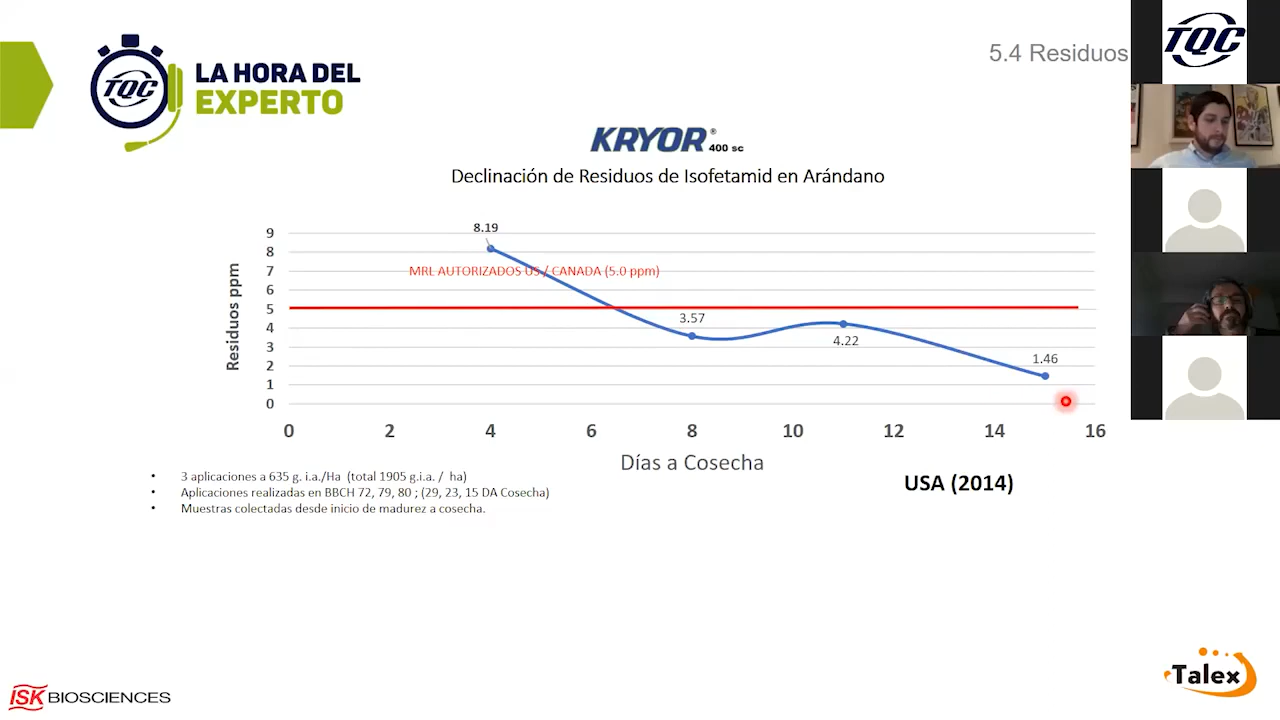 TQC
LA HORA DEL
EXPERTO
5.4 Residuos
TQC
KRYOR® 400 sc
Declinación de Residuos de Isofetamid en Arándano
8.19
MRL AUTORIZADOS US / CANADA (5.0 ppm)
3.57
4.22
1.46
Residuos ppm
9
8
7
6
5
4
3
2
1
0
0 2 4 6 8 10 12 14 16
Días a Cosecha
USA (2014)
• 3 aplicaciones a 635 g. i.a./Ha (total 1905 g.i.a. / ha)
• Aplicaciones realizadas en BBCH 72, 79, 80 ; (29, 23, 15 DA Cosecha)
• Muestras colectadas desde inicio de madurez a cosecha.
ISK BIOSCIENCES
Talex